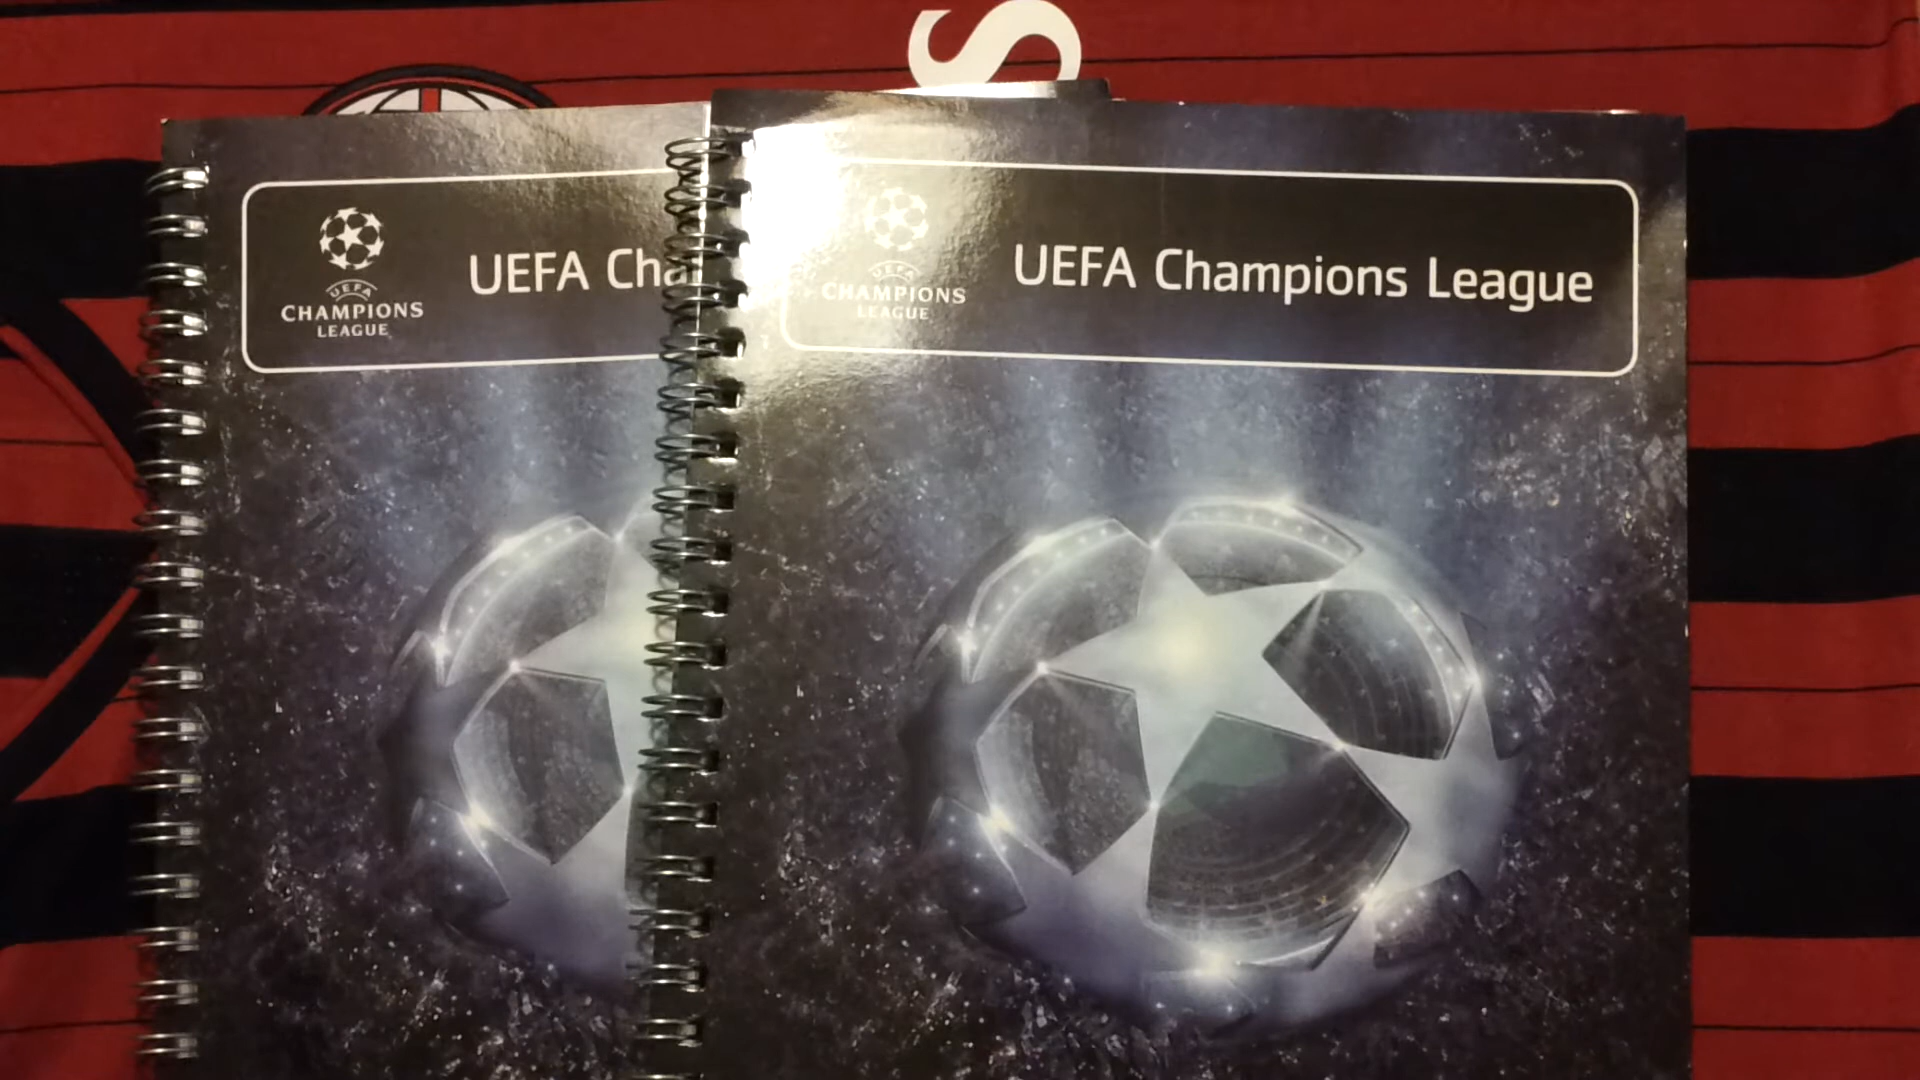 S
UEFA
CHAMPIONS
LEAGUE
UEFA Cha
UEFA
CHAMPIONS
LEAGUE
UEFA Champions League